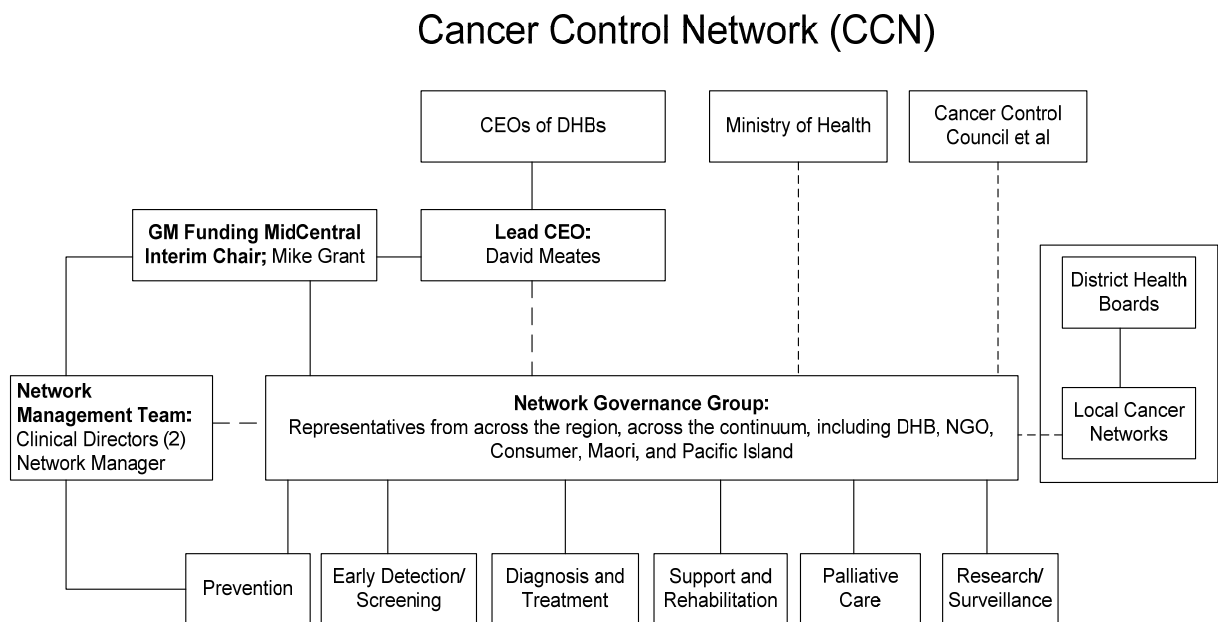 Cancer Control Network (CCN)
CEOs of DHBs
Ministry of Health
Cancer Control
Council et al
GM Funding MidCentral
Interim Chair; Mike Grant
Lead CEO:
David Meates
District Health
Boards
Local Cancer
Networks
Network
Management Team:
Clinical Directors (2)
Network Manager
Network Governance Group:
Representatives from across the region, across the continuum, including DHB, NGO,
Consumer, Maori, and Pacific Island
Prevention
Early Detection/
Screening
Diagnosis and
Treatment
Support and
Rehabilitation
Palliative
Care
Research/
Surveillance